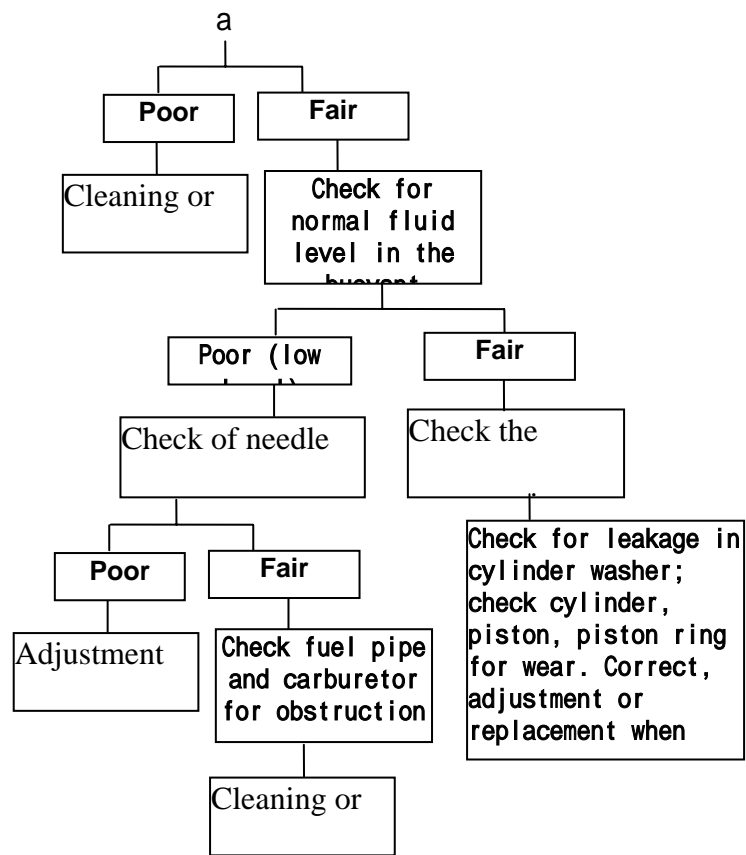 a
Poor
Fair
Cleaning or
Check for
normal fluid
level in the
Poor (low
Fair
Check of needle
Check the
Poor
Fair
Check for leakage in
cylinder washer;
check cylinder,
piston, piston ring
for wear. Correct,
adjustment or
replacement when
Adjustment
Check fuel pipe
and carburetor
for obstruction
Cleaning or